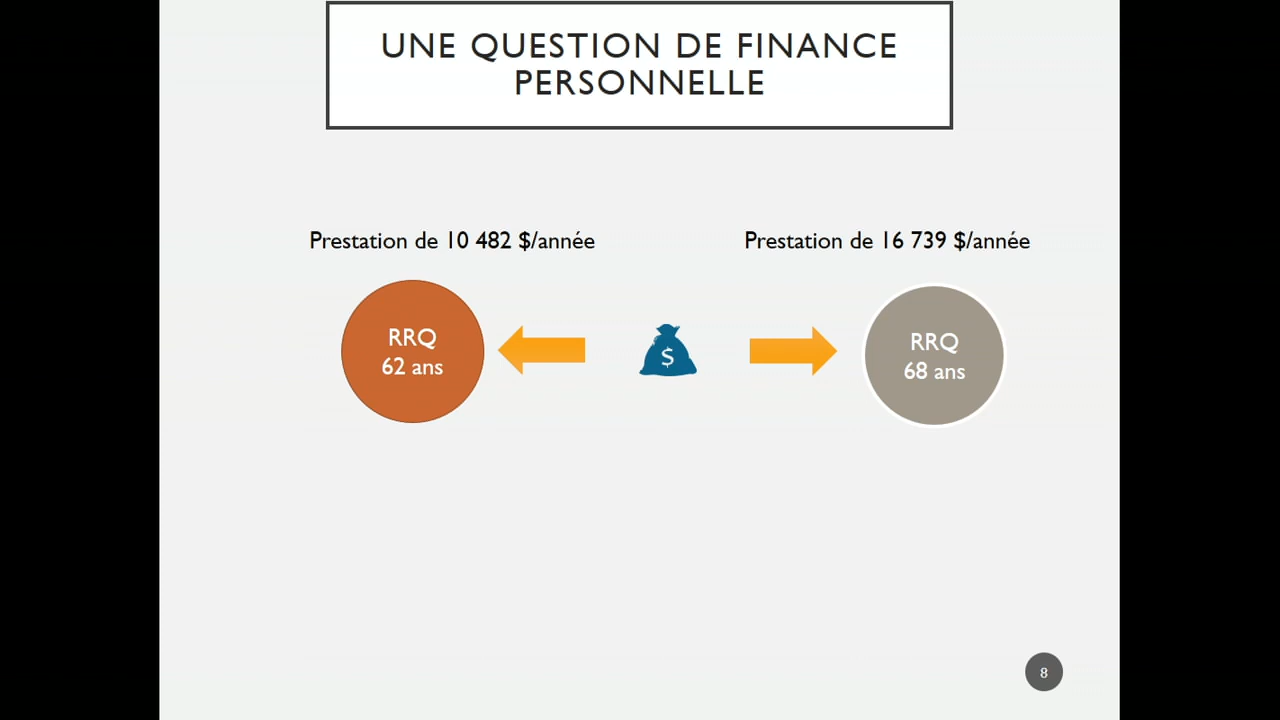 UNE QUESTION DE FINANCE
PERSONNELLE
Prestation de 10 482 $/année
Prestation de 16 739 $/année
RRQ
62 ans
$
RRQ
68 ans
8